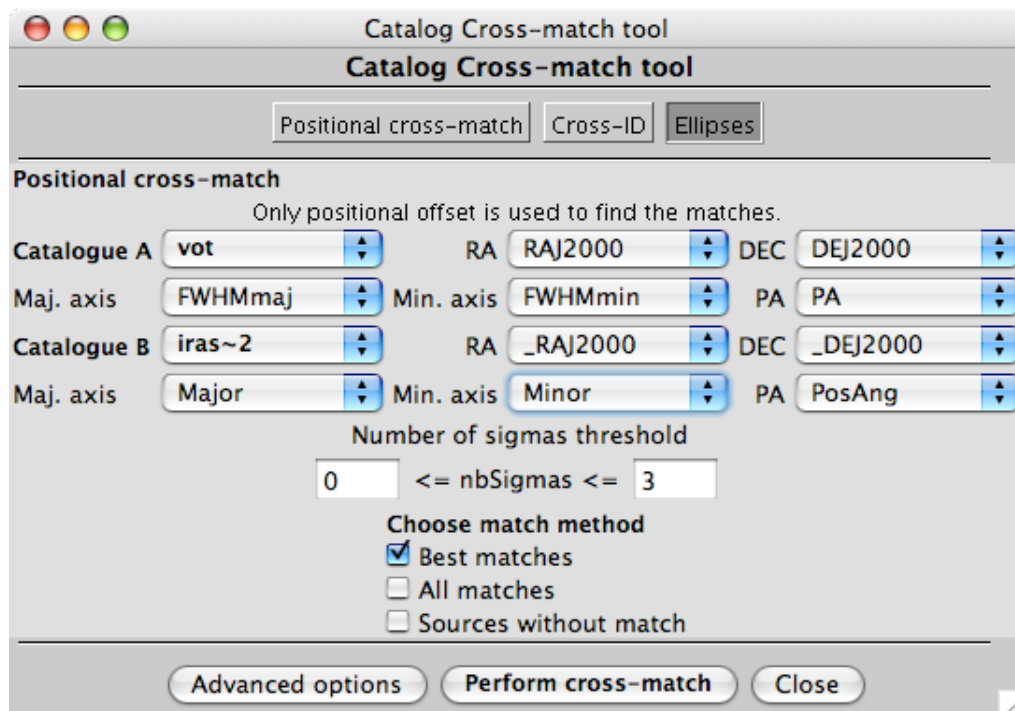 Catalog Cross-match tool
Catalog Cross-match tool
Positional cross-match Cross-ID Ellipses
Positional cross-match
Only positional offset is used to find the matches.
Catalogue A vot RA RAJ2000 DEC DEJ2000
Maj. axis FWHMmaj Min. axis FWHMmin PA PA
Catalogue B iras~2 RA _RAJ2000 DEC _DEJ2000
Maj. axis Major Min. axis Minor PA PosAng
Number of sigmas threshold
0 <= nbSigmas <= 3
Choose match method
Best matches
All matches
Sources without match
Advanced options Perform cross-match Close